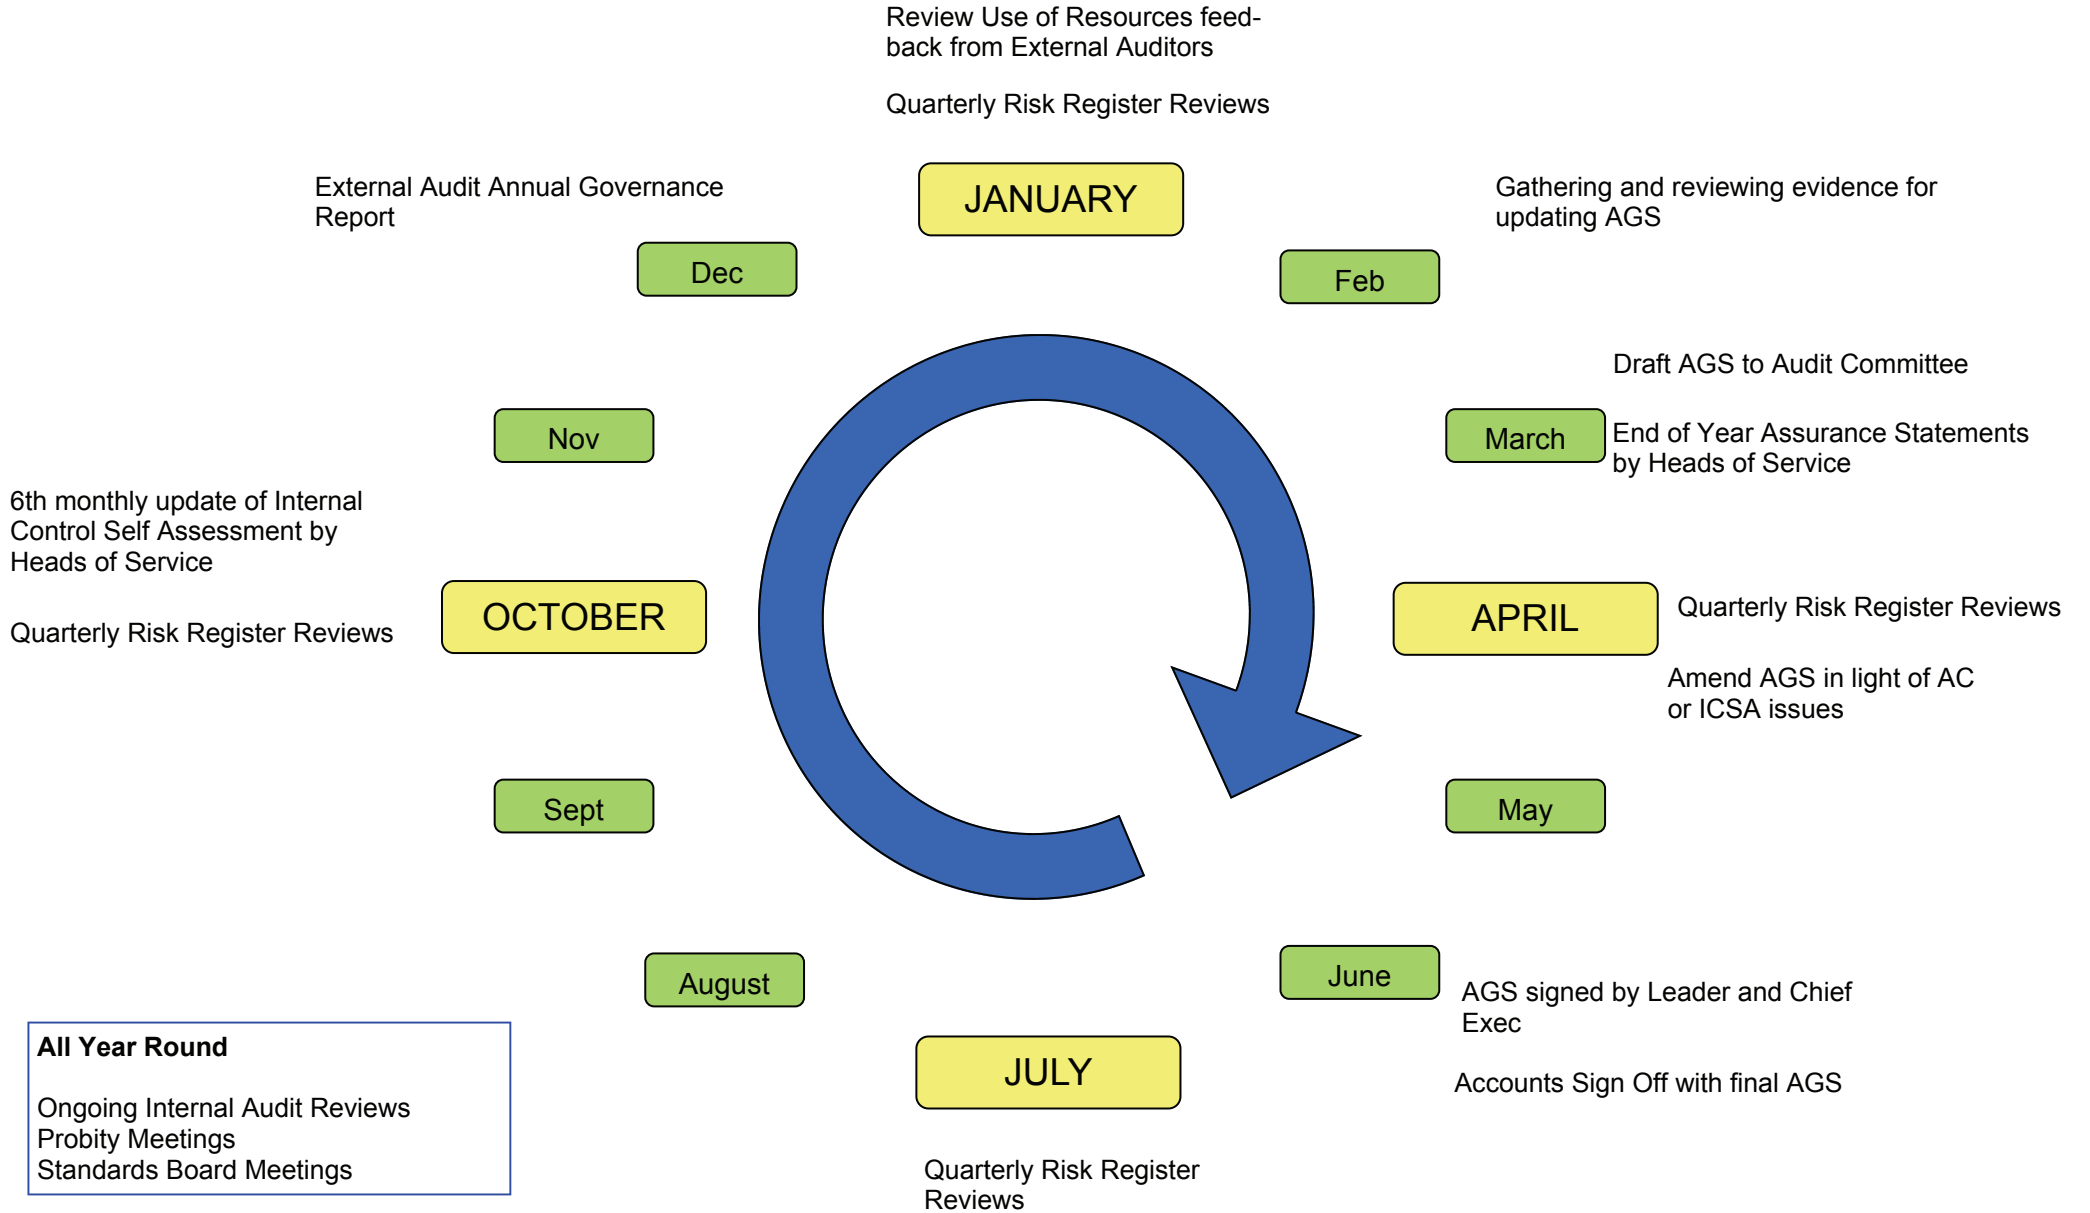 Review Use of Resources feed-
back from External Auditors
Quarterly Risk Register Reviews
JANUARY
Gathering and reviewing evidence for
updating AGS
Feb
Draft AGS to Audit Committee
March
End of Year Assurance Statements
by Heads of Service
APRIL
Quarterly Risk Register Reviews
Amend AGS in light of AC
or ICSA issues
May
June
AGS signed by Leader and Chief
Exec
Accounts Sign Off with final AGS
JULY
Quarterly Risk Register
Reviews
August
Sept
6th monthly update of Internal
Control Self Assessment by
Heads of Service
OCTOBER
Quarterly Risk Register Reviews
Nov
External Audit Annual Governance
Report
Dec
All Year Round
Ongoing Internal Audit Reviews
Probity Meetings
Standards Board Meetings